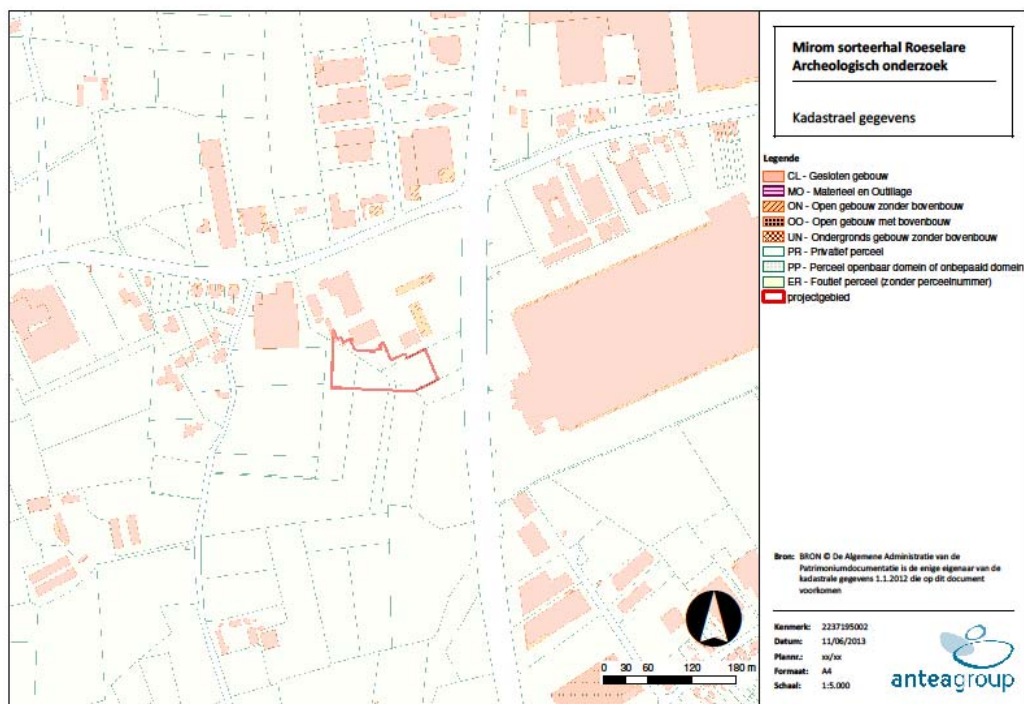 Mirom sorteerhal Roeselare
Archeologisch onderzoek
Kadastrael gegevens
Legende
CL - Gesloten gebouw
MO - Materieel en Outillage
ON - Open gebouw zonder bovenbouw
OO - Open gebouw met bovenbouw
UN - Ondergronds gebouw zonder bovenbouw
PR - Privatief perceel
PP - Perceel openbaar domein of onbepaald domein
ER - Foutief perceel (zonder perceelnummer)
projectgebied
Bron: BRON © De Algemene Administratie van de
Patrimoniumdocumentatie is de enige eigenaar van de
kadastrale gegevens 1.1.2012 die op dit document
voorkomen
Kenmerk: 2237195002
Datum: 11/06/2013
Plannr.: xx/xx
Formaat: A4
Schaal: 1:5.000
anteagroup
0 30 60 120 180 m